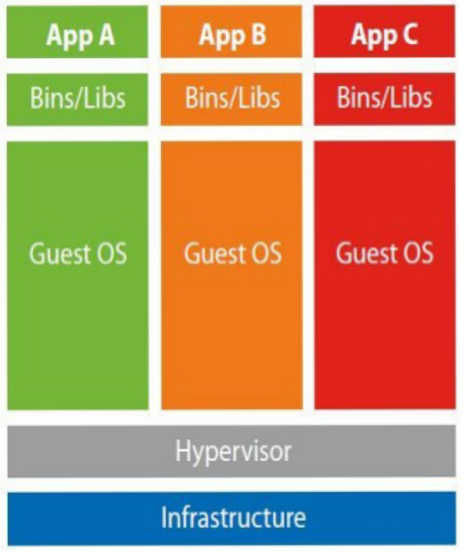 App A App B App C
Bins/Libs Bins/Libs Bins/Libs
Guest OS Guest OS Guest OS
Hypervisor
Infrastructure